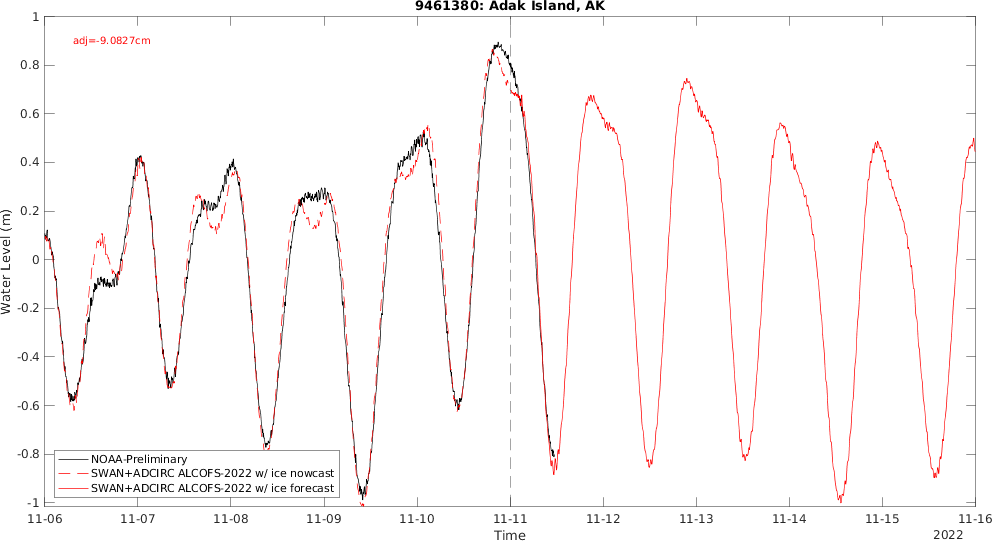 9461380: Adak Island, AK
adj=-9.0827cm
Water Level (m)
1
0.8
0.6
0.4
0.2
0
-0.2
-0.4
-0.6
-0.8
-1
NOAA-Preliminary
SWAN+ADCIRC ALCOFS-2022 w/ ice nowcast
SWAN+ADCIRC ALCOFS-2022 w/ ice forecast
11-06 11-07 11-08 11-09 11-10 11-11 11-12 11-13 11-14 11-15 11-16
Time
2022